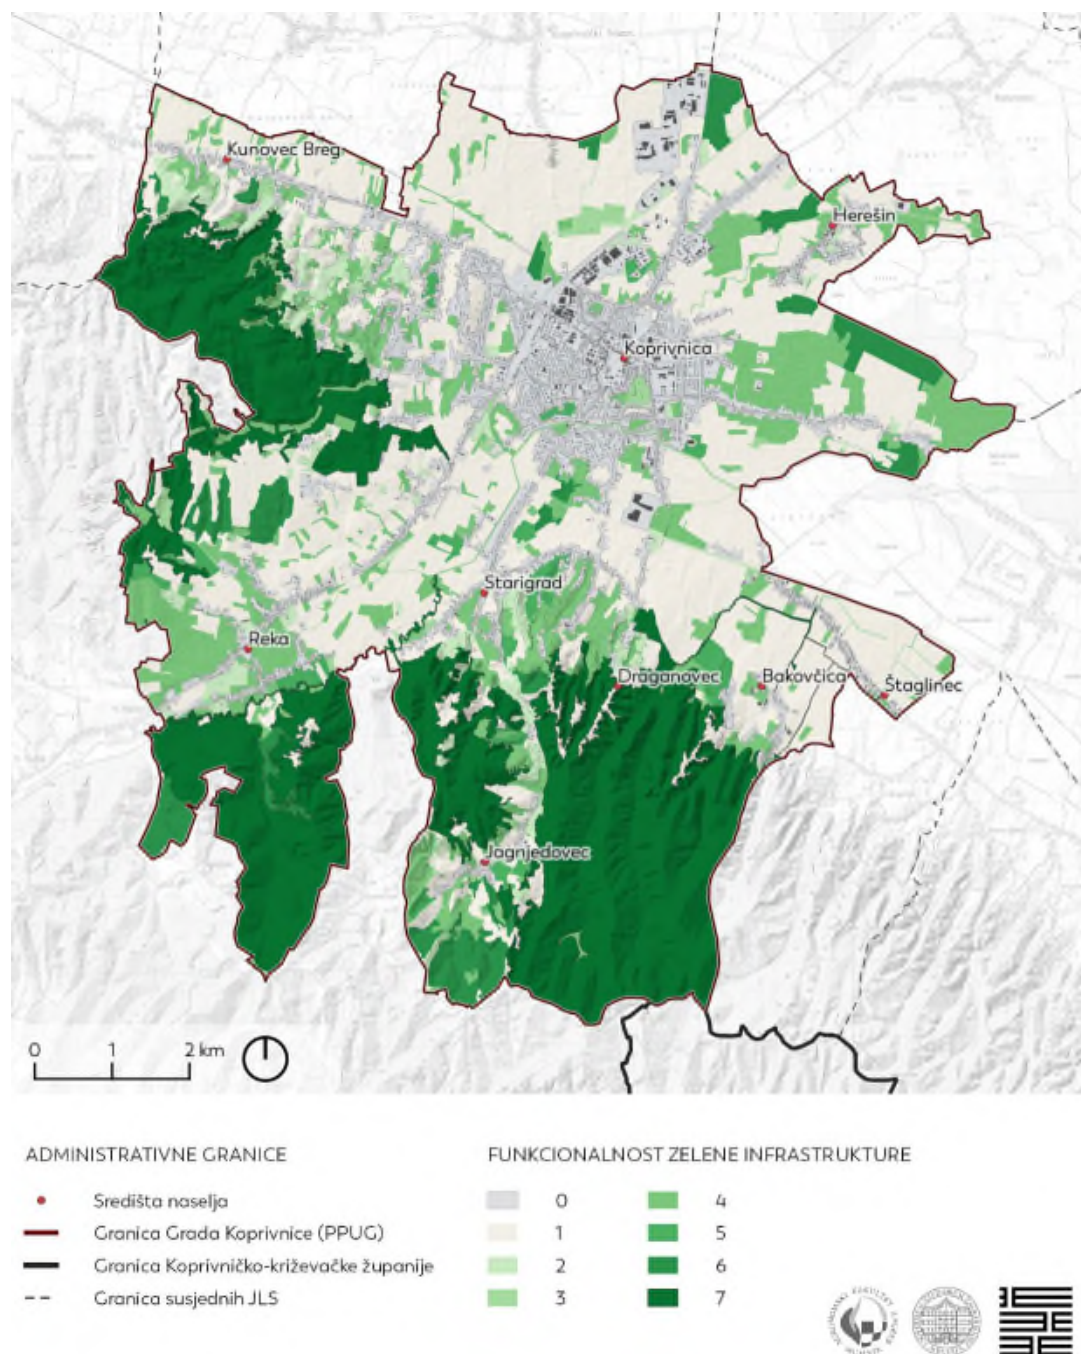 Kunovec Breg
Herešin
Koprivnica
Starigrad
Reka
Draganovec
Bakovčica
Štaglinec
Jagnjedovec
0 1 2 km
ADMINISTRATIVNE GRANICE
Središta naselja
Granica Grada Koprivnice (PPUG)
Granica Koprivničko-križevačke županije
Granica susjednih JLS
FUNKCIONALNOST ZELENE INFRASTRUKTURE
0
1
2
3
4
5
6
7